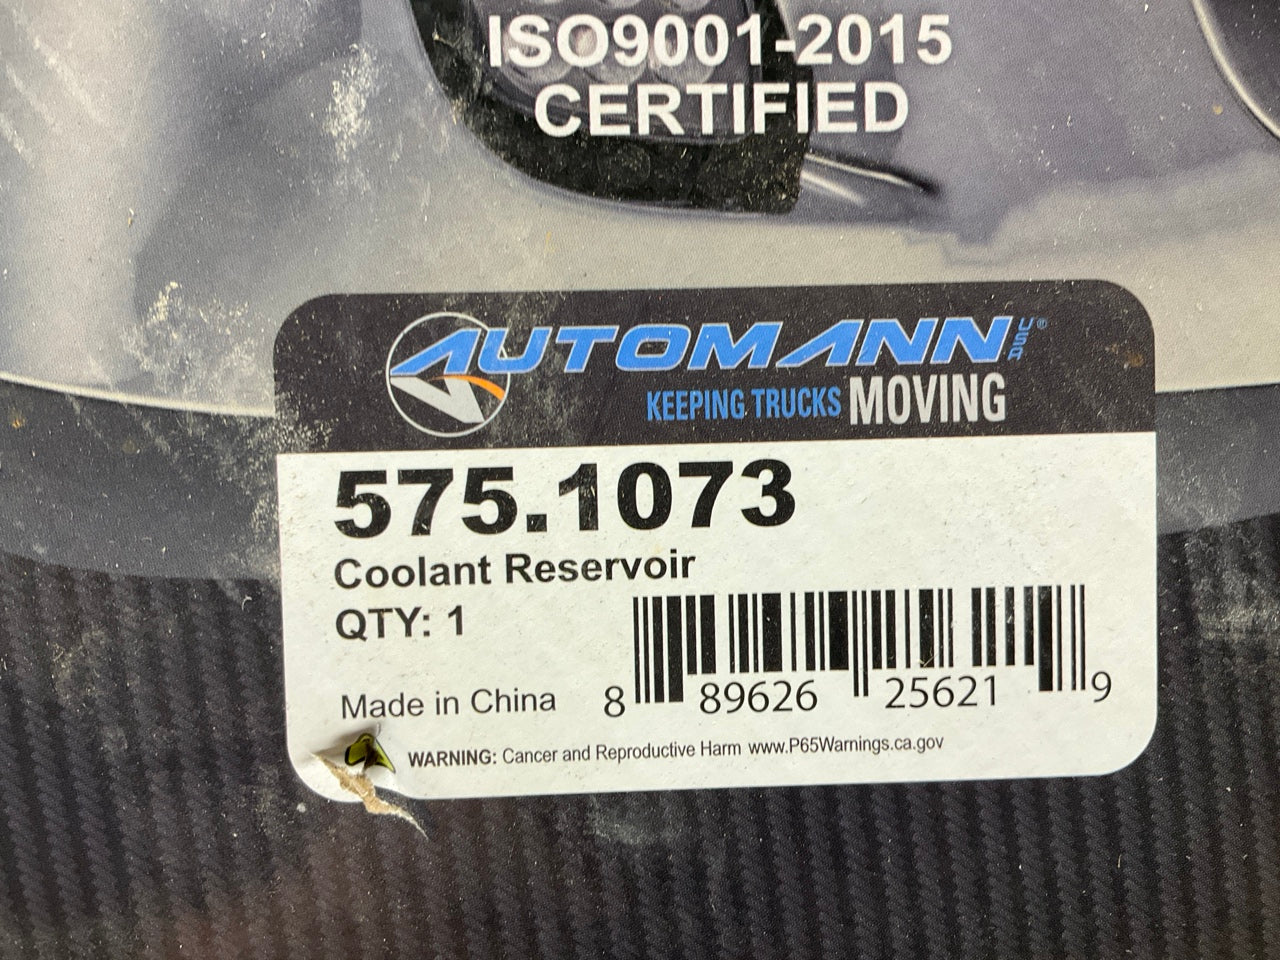 ISO9001-2015
CERTIFIED
AUTOMANN USA®
KEEPING TRUCKS MOVING
575.1073
Coolant Reservoir
QTY: 1
Made in China
8 89626 25621 9
WARNING: Cancer and Reproductive Harm www.P65Warnings.ca.gov